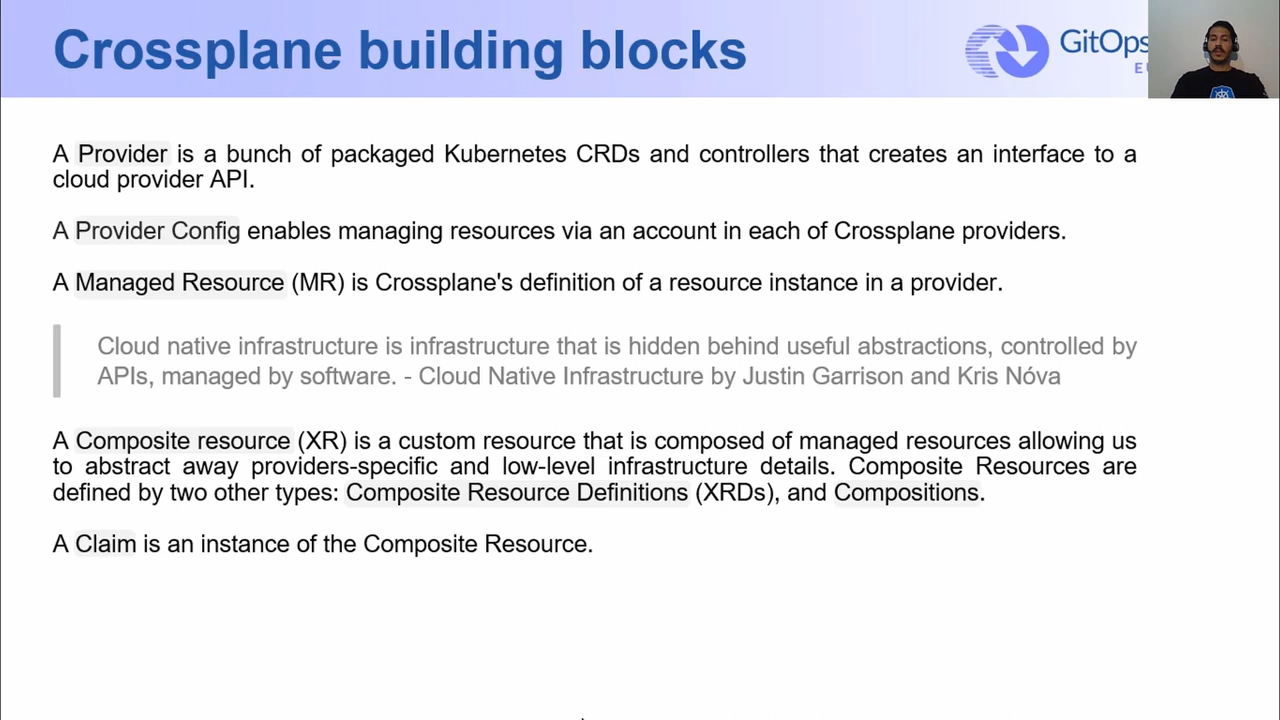 Crossplane building blocks
GitOps
EU
A Provider is a bunch of packaged Kubernetes CRDs and controllers that creates an interface to a
cloud provider API.
A Provider Config enables managing resources via an account in each of Crossplane providers.
A Managed Resource (MR) is Crossplane's definition of a resource instance in a provider.
Cloud native infrastructure is infrastructure that is hidden behind useful abstractions, controlled by
APIs, managed by software. - Cloud Native Infrastructure by Justin Garrison and Kris Nóva
A Composite resource (XR) is a custom resource that is composed of managed resources allowing us
to abstract away providers-specific and low-level infrastructure details. Composite Resources are
defined by two other types: Composite Resource Definitions (XRDs), and Compositions.
A Claim is an instance of the Composite Resource.